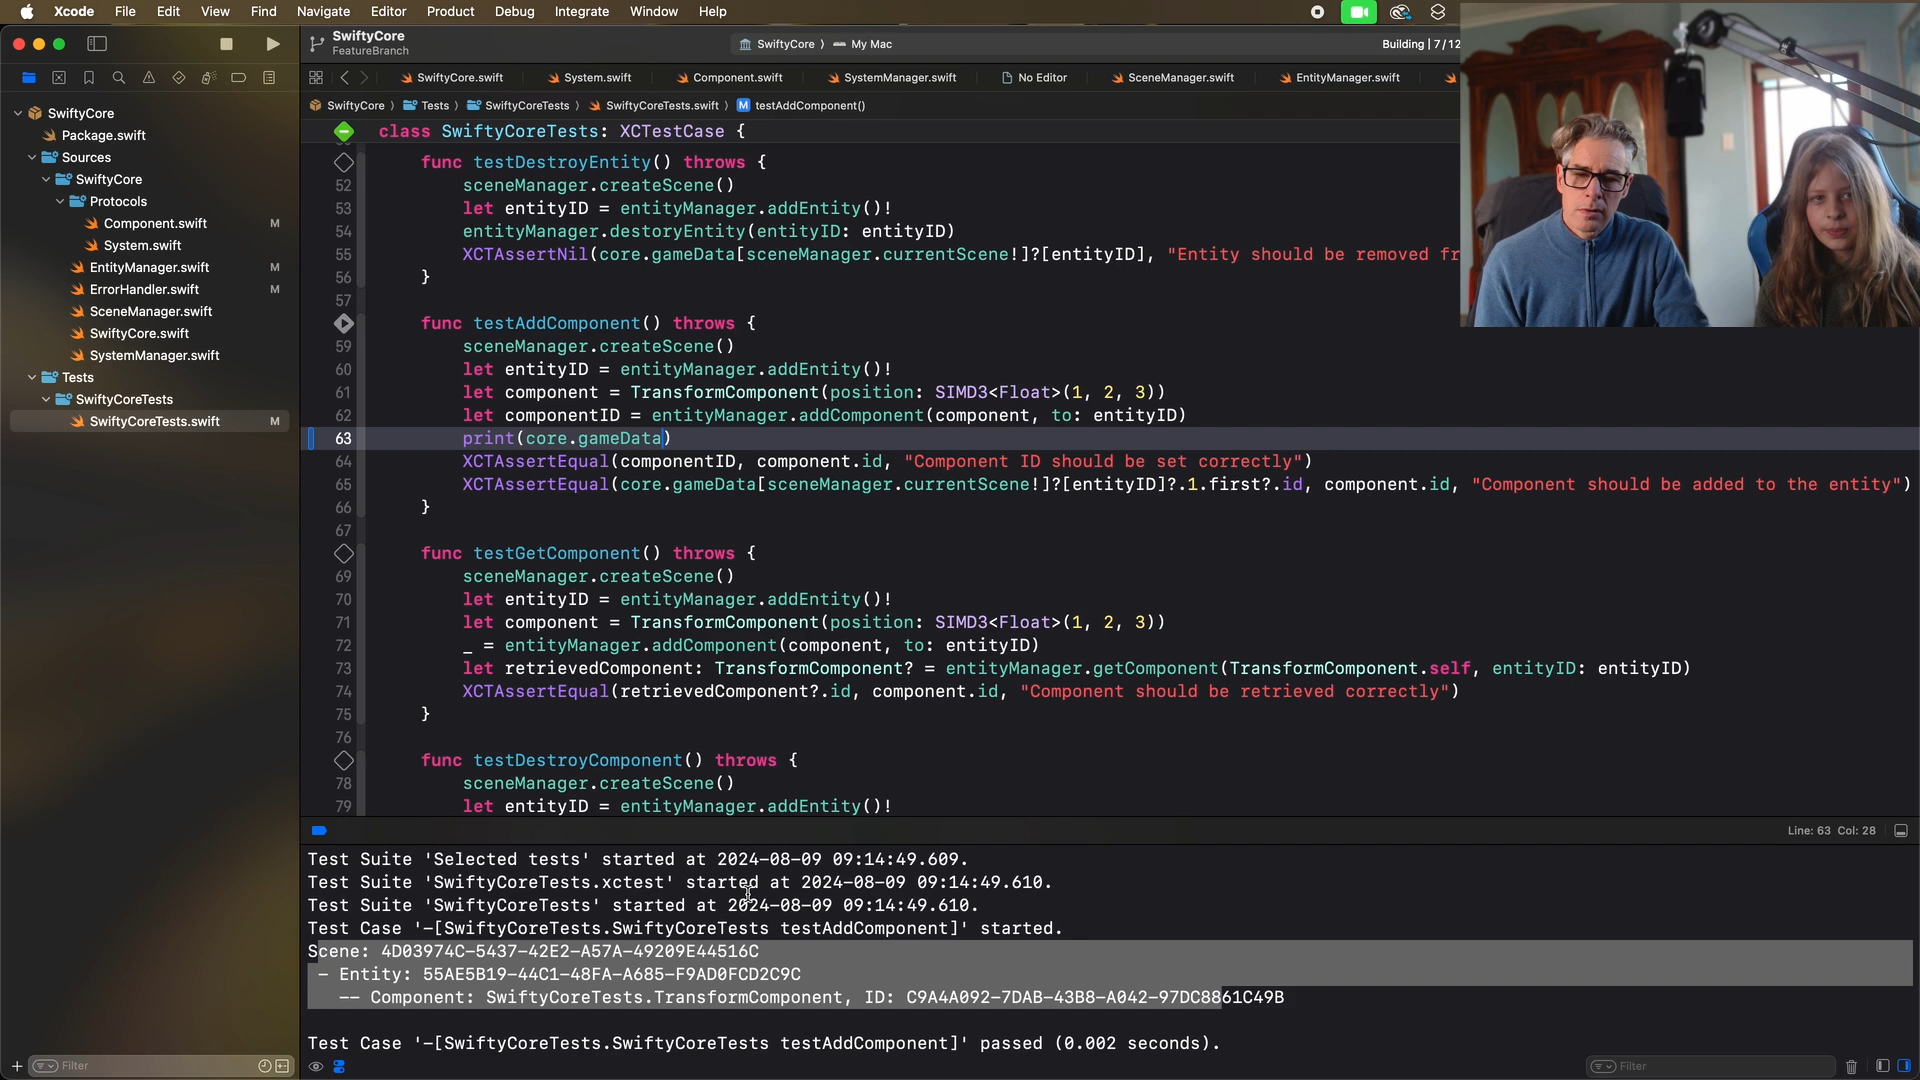 Xcode File Edit View Find Navigate Editor Product Debug Integrate Window Help
SwiftyCore
FeatureBranch
SwiftyCore 〉 My Mac
Building | 7/12
SwiftyCore.swift System.swift Component.swift SystemManager.swift No Editor SceneManager.swift EntityManager.swift
SwiftyCore 〉 Tests 〉 SwiftyCoreTests 〉 SwiftyCoreTests.swift 〉 M testAddComponent()
SwiftyCore
Package.swift
Sources
SwiftyCore
Protocols
Component.swift M
System.swift
EntityManager.swift M
ErrorHandler.swift M
SceneManager.swift
SwiftyCore.swift
SystemManager.swift
Tests
SwiftyCoreTests
SwiftyCoreTests.swift M
Filter
class SwiftyCoreTests: XCTestCase {
func testDestroyEntity() throws {
52 sceneManager.createScene()
53 let entityID = entityManager.addEntity()!
54 entityManager.destoryEntity(entityID: entityID)
55 XCTAssertNil(core.gameData[sceneManager.currentScene!]?[entityID], "Entity should be removed fr
56 }
57
func testAddComponent() throws {
59 sceneManager.createScene()
60 let entityID = entityManager.addEntity()!
61 let component = TransformComponent(position: SIMD3<Float>(1, 2, 3))
62 let componentID = entityManager.addComponent(component, to: entityID)
63 print(core.gameData)
64 XCTAssertEqual(componentID, component.id, "Component ID should be set correctly")
65 XCTAssertEqual(core.gameData[sceneManager.currentScene!]?[entityID]?.1.first?.id, component.id, "Component should be added to the entity")
66 }
67
func testGetComponent() throws {
69 sceneManager.createScene()
70 let entityID = entityManager.addEntity()!
71 let component = TransformComponent(position: SIMD3<Float>(1, 2, 3))
72 _ = entityManager.addComponent(component, to: entityID)
73 let retrievedComponent: TransformComponent? = entityManager.getComponent(TransformComponent.self, entityID: entityID)
74 XCTAssertEqual(retrievedComponent?.id, component.id, "Component should be retrieved correctly")
75 }
76
func testDestroyComponent() throws {
78 sceneManager.createScene()
79 let entityID = entityManager.addEntity()!
Line: 63 Col: 28
Test Suite 'Selected tests' started at 2024-08-09 09:14:49.609.
Test Suite 'SwiftyCoreTests.xctest' started at 2024-08-09 09:14:49.610.
Test Suite 'SwiftyCoreTests' started at 2024-08-09 09:14:49.610.
Test Case '-[SwiftyCoreTests.SwiftyCoreTests testAddComponent]' started.
Scene: 4D03974C-5437-42E2-A57A-49209E44516C
- Entity: 55AE5B19-44C1-48FA-A685-F9AD0FCD2C9C
-- Component: SwiftyCoreTests.TransformComponent, ID: C9A4A092-7DAB-43B8-A042-97DC8861C49B
Test Case '-[SwiftyCoreTests.SwiftyCoreTests testAddComponent]' passed (0.002 seconds).
Filter